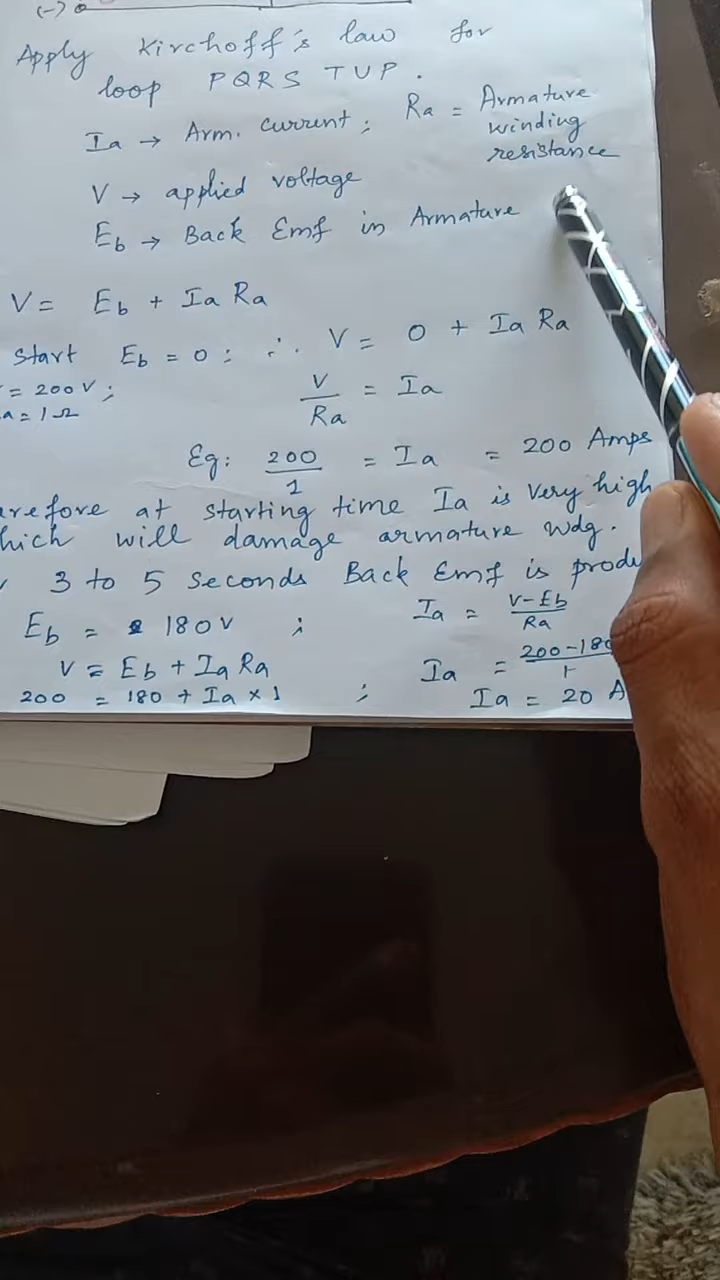 (-)
Apply Kirchoff's law for
loop PQRS TUP.
Ia → Arm. current; Ra = Armature
winding
resistance
V → applied voltage
Eb → Back Emf in Armature
V = Eb + Ia Ra
start Eb = 0; ∴ V = 0 + Ia Ra
= 200 V;
a = 1 Ω
V/Ra = Ia
Eg: 200/1 = Ia = 200 Amps
arefore at starting time Ia is very high
hich will damage armature wdg.
3 to 5 seconds Back Emf is produ
Eb = 180 V ; Ia = V-Eb/Ra
V = Eb + Ia Ra
Ia = 200-180/1
200 = 180 + Ia × 1 ; Ia = 20 A